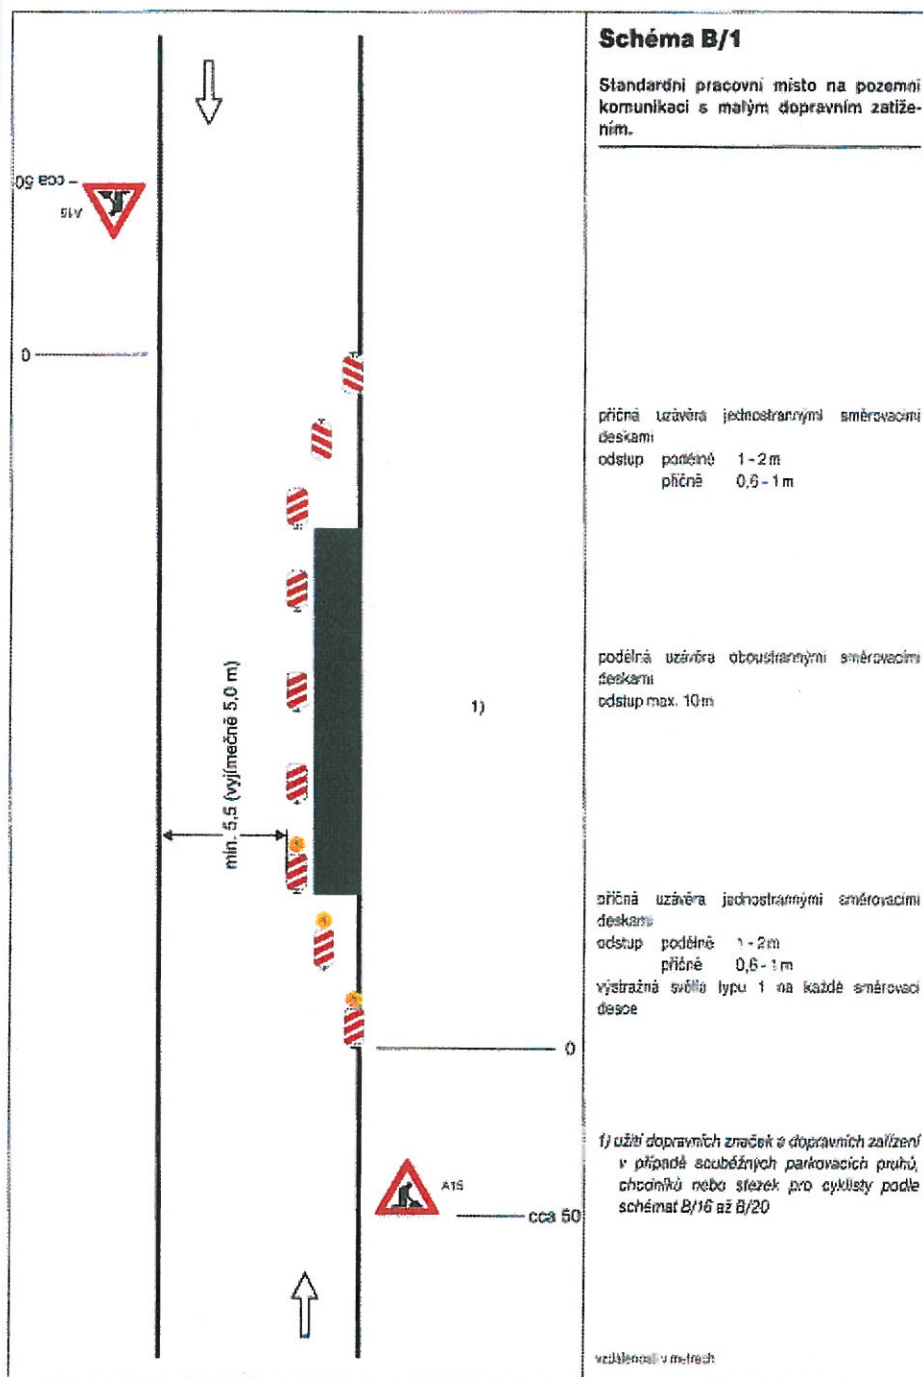 Schéma B/1
Standardní pracovní místo na pozemní
komunikaci s malým dopravním zatíže-
ním.
cca 50
A15
0
příčná uzávěra jednostrannými směrovacími
deskami
odstup podélně 1 - 2 m
příčně 0,6 - 1 m
podélná uzávěra oboustrannými směrovacími
deskami
odstup max. 10 m
1)
min. 5,5 (vyjímečně 5,0 m)
příčná uzávěra jednostrannými směrovacími
deskami
odstup podélně 1 - 2 m
příčně 0,6 - 1 m
výstražná světla typu 1 na každé směrovací
desce
0
A15
cca 50
1) užití dopravních značek a dopravních zařízení
v případě souběžných parkovacích pruhů,
chodníků nebo stezek pro cyklisty podle
schémat B/16 až B/20
vzdálenosti v metrech